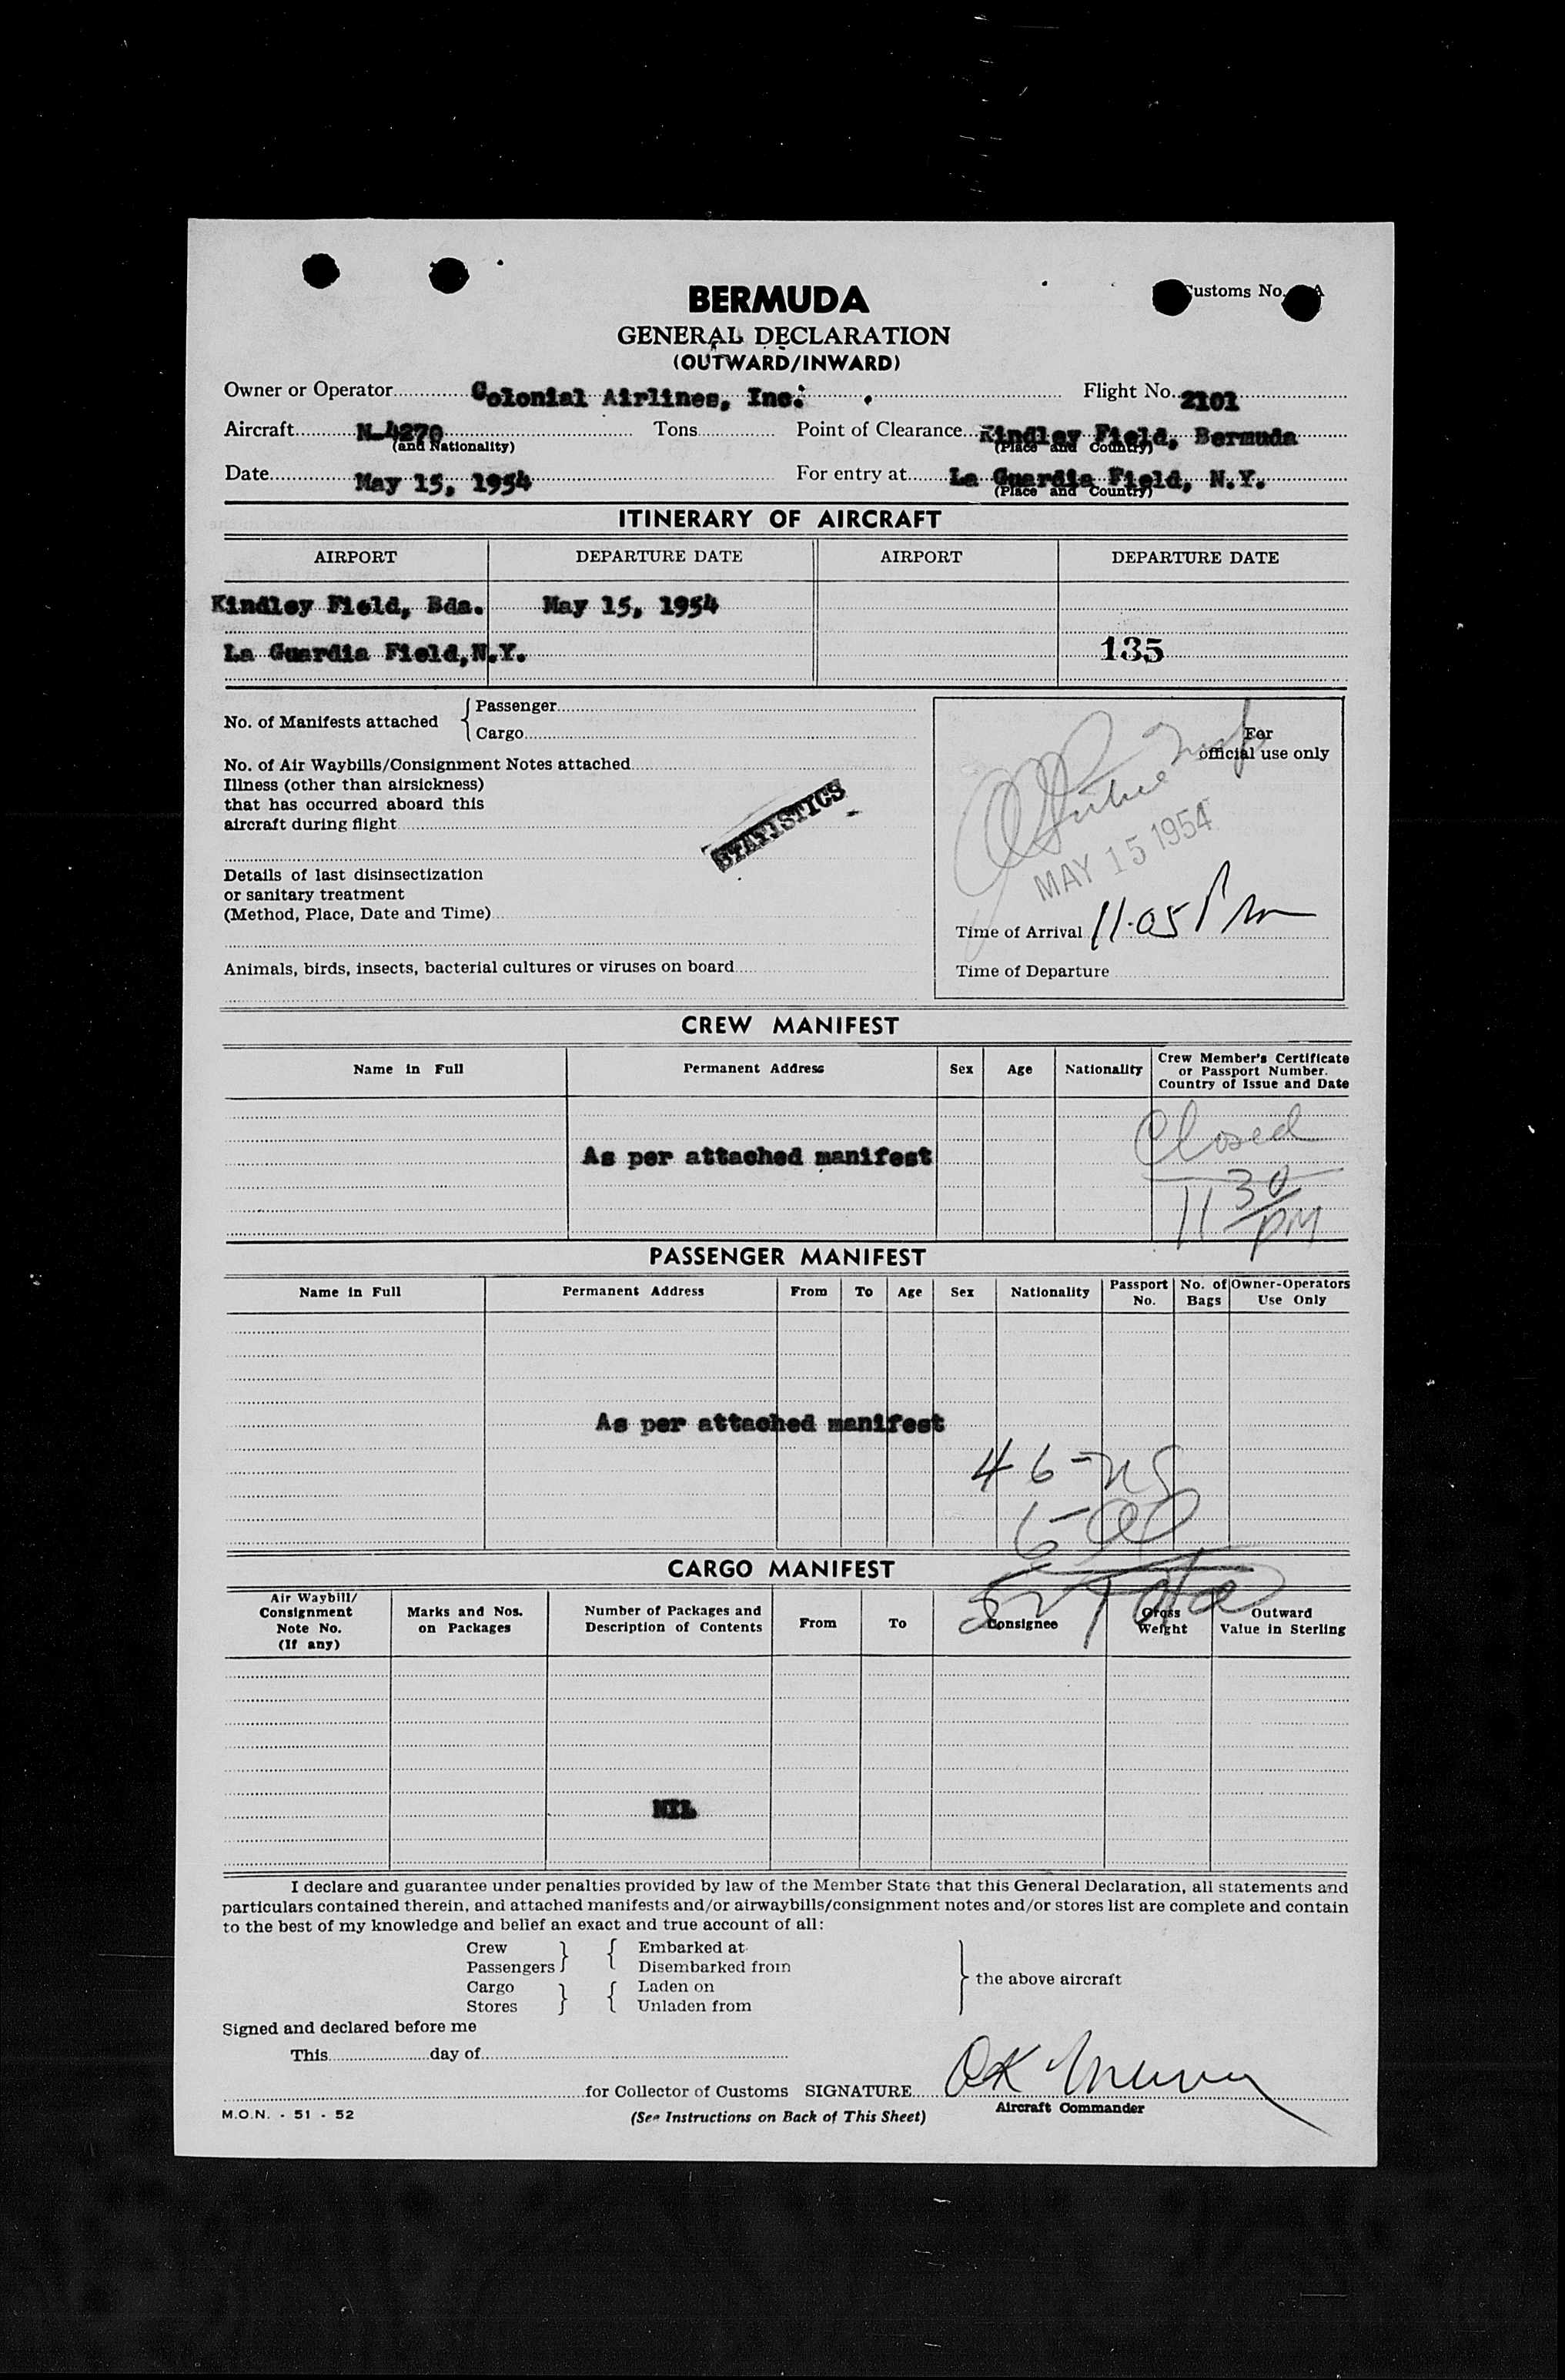 Customs No.
BERMUDA
GENERAL DECLARATION
(OUTWARD/INWARD)
Owner or Operator Colonial Airlines, Inc. Flight No. 2101
Aircraft N-4270 Tons Point of Clearance Kindley Field, Bermuda
(and Nationality) (Place and Country)
Date May 15, 1954 For entry at La Guardia Field, N.Y.
(Place and Country)
ITINERARY OF AIRCRAFT
AIRPORT DEPARTURE DATE AIRPORT DEPARTURE DATE
Kindley Field, Bda. May 15, 1954
La Guardia Field, N.Y. 135
No. of Manifests attached { Passenger
Cargo
For
official use only
No. of Air Waybills/Consignment Notes attached
Illness (other than airsickness)
that has occurred aboard this
aircraft during flight
STATISTICS
MAY 15 1954
Details of last disinsectization
or sanitary treatment
(Method, Place, Date and Time)
Time of Arrival 11.05 Pm
Animals, birds, insects, bacterial cultures or viruses on board
Time of Departure
CREW MANIFEST
Name in Full Permanent Address Sex Age Nationality Crew Member's Certificate
or Passport Number.
Country of Issue and Date
Closed
As per attached manifest
11 30/PM
PASSENGER MANIFEST
Name in Full Permanent Address From To Age Sex Nationality Passport No. No. of Bags Owner-Operators Use Only
As per attached manifest
46-
6-
52 Total
CARGO MANIFEST
Air Waybill/
Consignment
Note No.
(If any)
Marks and Nos.
on Packages
Number of Packages and
Description of Contents
From To Consignee Gross Weight Outward
Value in Sterling
NIL
I declare and guarantee under penalties provided by law of the Member State that this General Declaration, all statements and
particulars contained therein, and attached manifests and/or airwaybills/consignment notes and/or stores list are complete and contain
to the best of my knowledge and belief an exact and true account of all:
Crew } { Embarked at
Passengers Disembarked from
Cargo } { Laden on } the above aircraft
Stores Unladen from
Signed and declared before me
This day of
for Collector of Customs SIGNATURE
M.O.N. - 51 - 52 (See Instructions on Back of This Sheet) Aircraft Commander